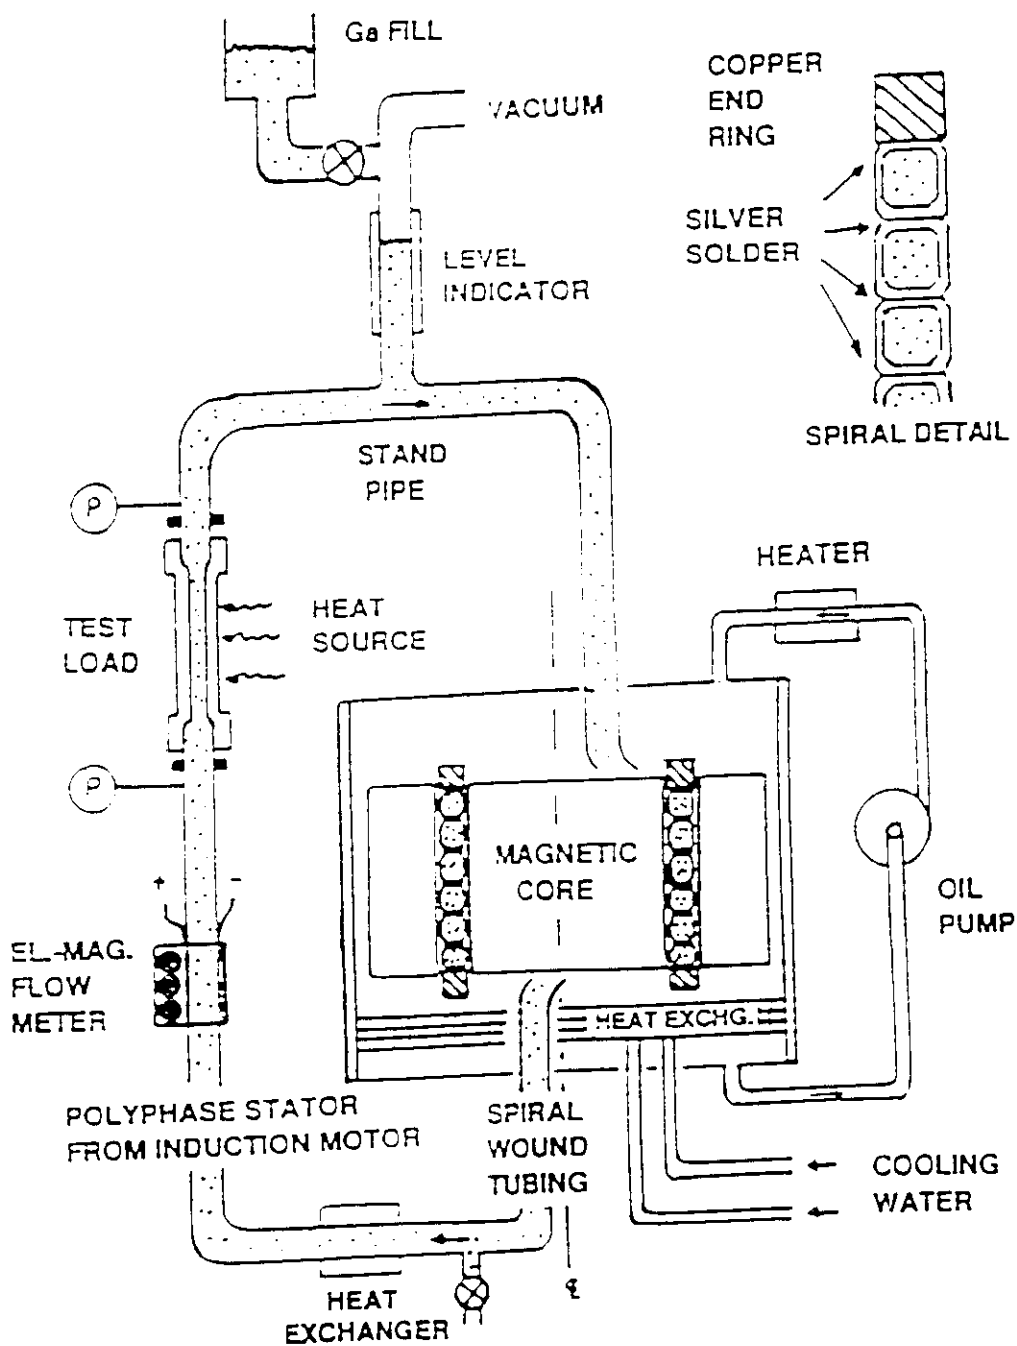 Ga FILL
VACUUM
COPPER
END
RING
SILVER
SOLDER
LEVEL
INDICATOR
SPIRAL DETAIL
STAND
PIPE
P
HEATER
HEAT
SOURCE
TEST
LOAD
P
MAGNETIC
CORE
OIL
PUMP
+ −
EL.-MAG.
FLOW
METER
HEAT EXCHG.
POLYPHASE STATOR
FROM INDUCTION MOTOR
SPIRAL
WOUND
TUBING
COOLING
WATER
HEAT
EXCHANGER
℄